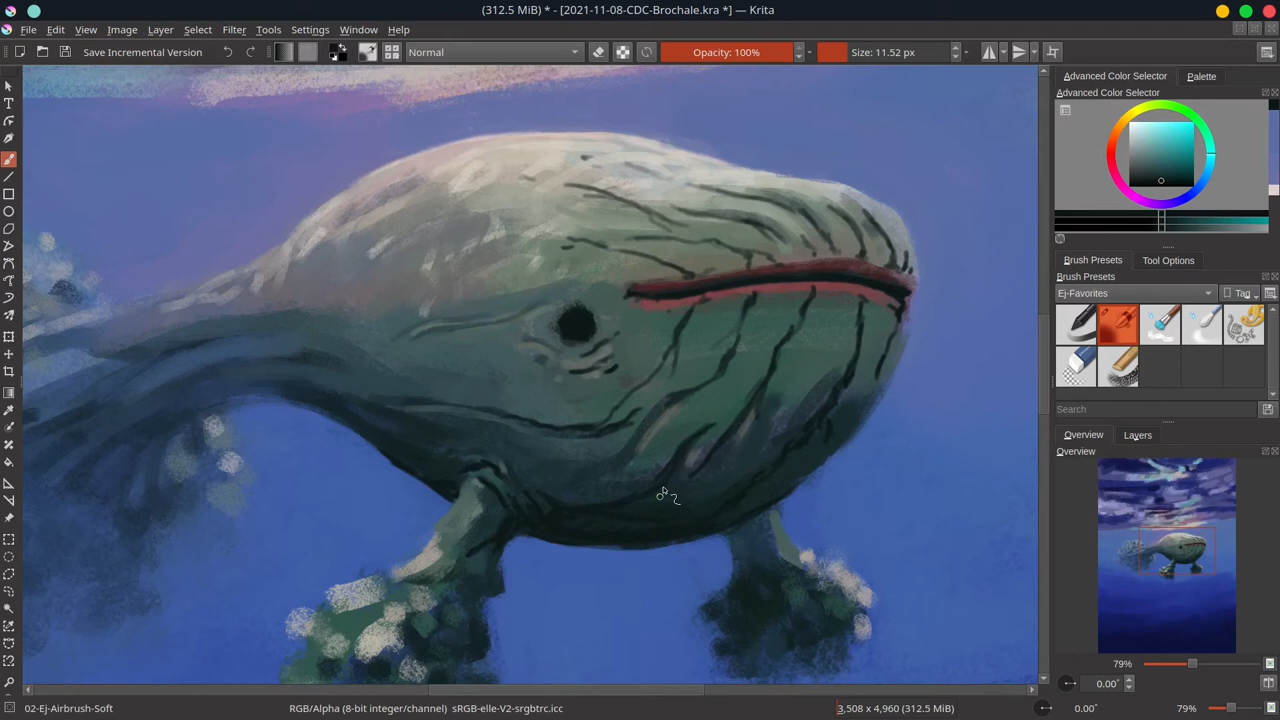 (312.5 MiB) * - [2021-11-08-CDC-Brochale.kra *] — Krita
File Edit View Image Layer Select Filter Tools Settings Window Help
Save Incremental Version
Normal
Opacity: 100%
Size: 11.52 px
Advanced Color Selector
Palette
Advanced Color Selector
Brush Presets
Tool Options
Brush Presets
Ej-Favorites
Tag
Search
Overview
Layers
Overview
79%
0.00°
02-Ej-Airbrush-Soft
RGB/Alpha (8-bit integer/channel) sRGB-elle-V2-srgbtrc.icc
3,508 x 4,960 (312.5 MiB)
0.00°
79%